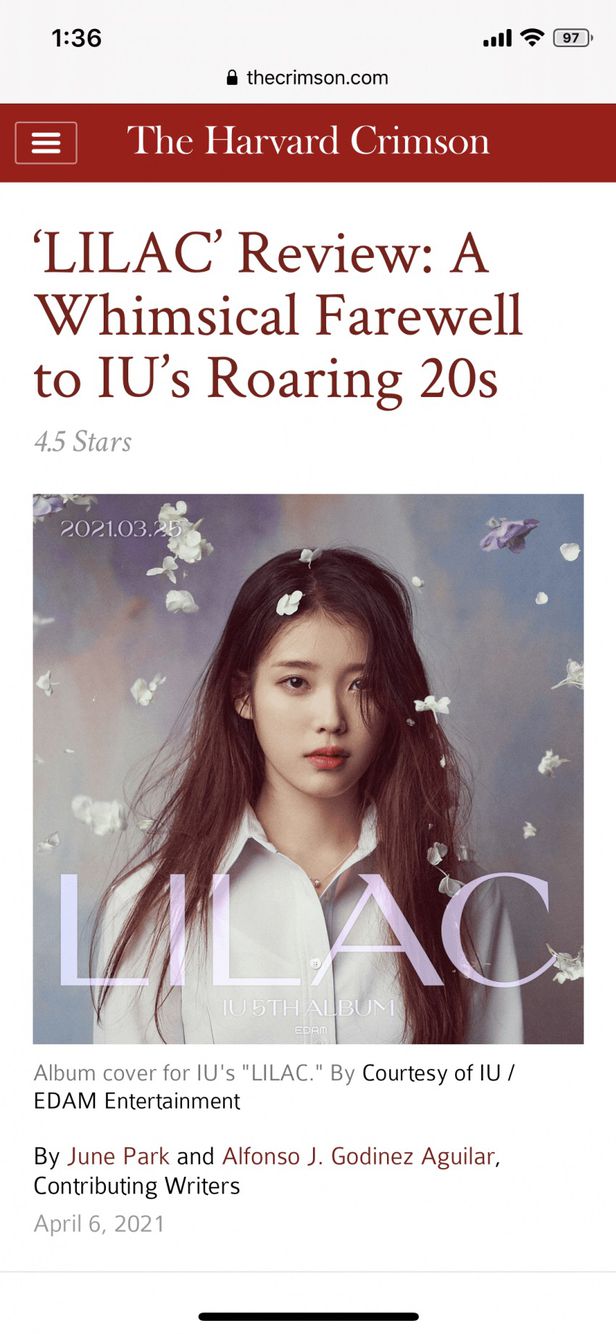 1:36
97
thecrimson.com
The Harvard Crimson
‘LILAC’ Review: A
Whimsical Farewell
to IU’s Roaring 20s
4.5 Stars
2021.03.25
LILAC
IU 5TH ALBUM
EDAM
Album cover for IU's "LILAC." By Courtesy of IU /
EDAM Entertainment
By June Park and Alfonso J. Godinez Aguilar,
Contributing Writers
April 6, 2021